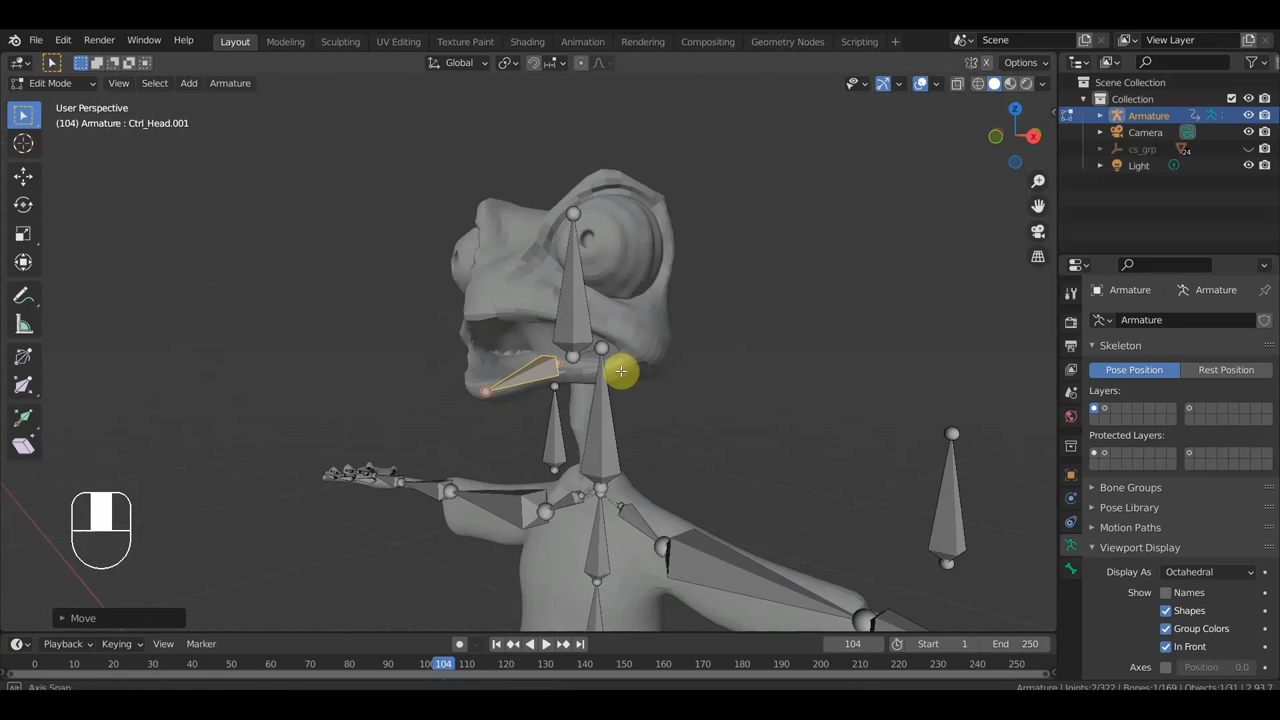 File Edit Render Window Help Layout Modeling Sculpting UV Editing Texture Paint Shading Animation Rendering Compositing Geometry Nodes Scripting + Scene View Layer
Global Options
Edit Mode View Select Add Armature
User Perspective
(104) Armature : Ctrl_Head.001
Z
X
Scene Collection
Collection
Armature
Camera
cs_grp 24
Light
Armature Armature
Armature
Skeleton
Pose Position Rest Position
Layers:
Protected Layers:
Bone Groups
Pose Library
Motion Paths
Viewport Display
Display As Octahedral
Show Names
Shapes
Group Colors
In Front
Axes Position 0.0
Move
Playback Keying View Marker 104 Start 1 End 250
0 10 20 30 40 50 60 70 80 90 104 110 120 130 140 150 160 170 180 190 200 210 220 230 240 250
Axis Snap